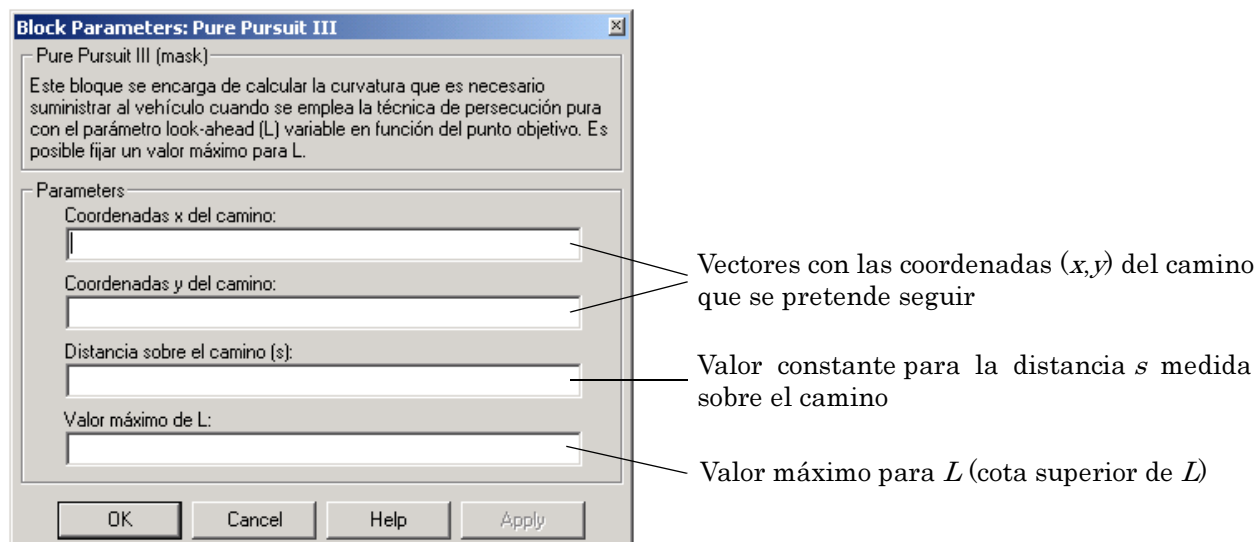 Block Parameters: Pure Pursuit III
Pure Pursuit III (mask)
Este bloque se encarga de calcular la curvatura que es necesario
suministrar al vehículo cuando se emplea la técnica de persecución pura
con el parámetro look-ahead (L) variable en función del punto objetivo. Es
posible fijar un valor máximo para L.
Parameters
Coordenadas x del camino:
Coordenadas y del camino:
Distancia sobre el camino (s):
Valor máximo de L:
OK Cancel Help Apply
Vectores con las coordenadas (x,y) del camino
que se pretende seguir
Valor constante para la distancia s medida
sobre el camino
Valor máximo para L (cota superior de L)